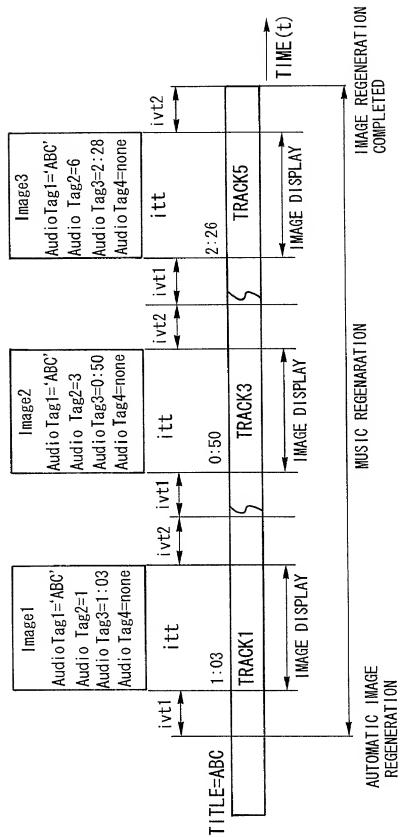 Image1
AudioTag1='ABC'
Audio Tag2=1
AudioTag3=1:03
AudioTag4=none
Image2
AudioTag1='ABC'
Audio Tag2=3
AudioTag3=0:50
AudioTag4=none
Image3
AudioTag1='ABC'
Audio Tag2=6
AudioTag3=2:28
AudioTag4=none
ivt1
itt
ivt2
ivt1
itt
ivt2
ivt1
itt
ivt2
1:03
0:50
2:26
TITLE=ABC
TRACK1
TRACK3
TRACK5
TIME(t)
IMAGE DISPLAY
IMAGE DISPLAY
IMAGE DISPLAY
AUTOMATIC IMAGE
REGENERATION
MUSIC REGENARATION
IMAGE REGENERATION
COMPLETED